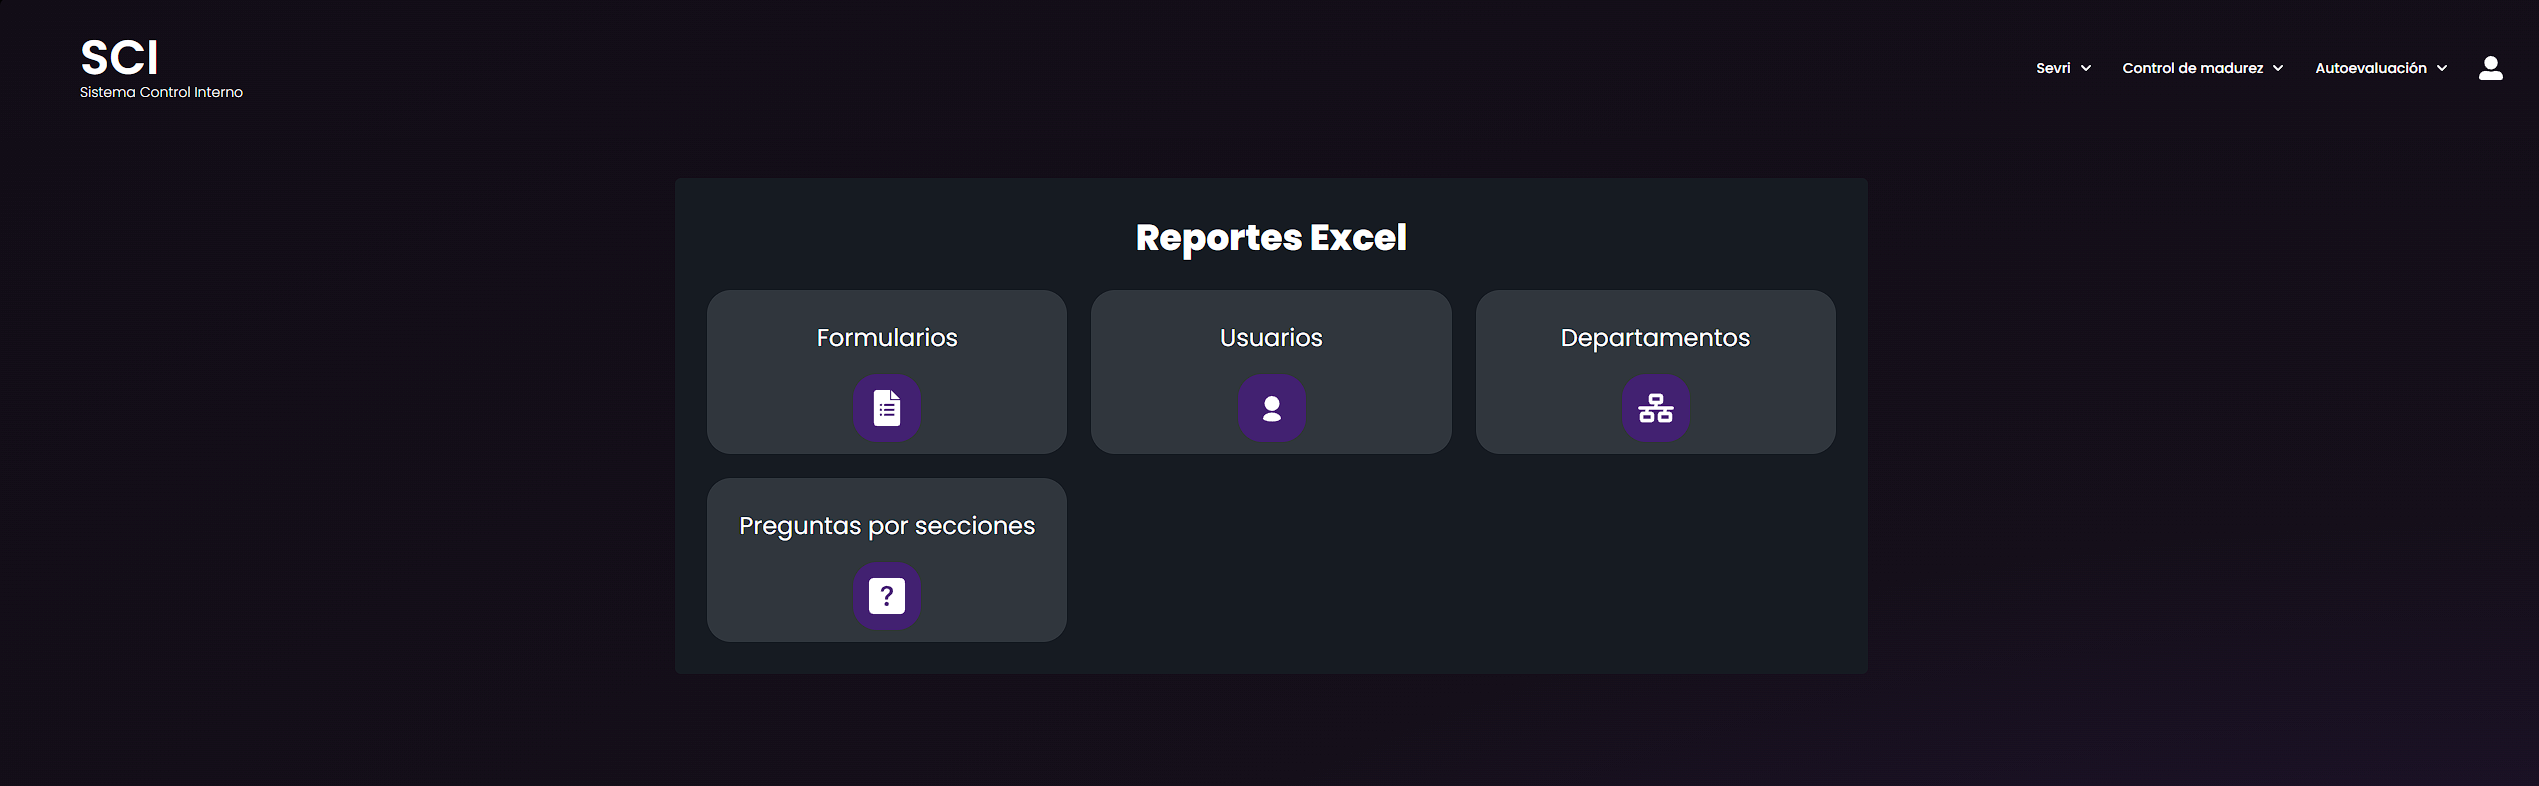 SCI
Sistema Control Interno
Sevri
Control de madurez
Autoevaluación
Reportes Excel
Formularios
Usuarios
Departamentos
Preguntas por secciones
?